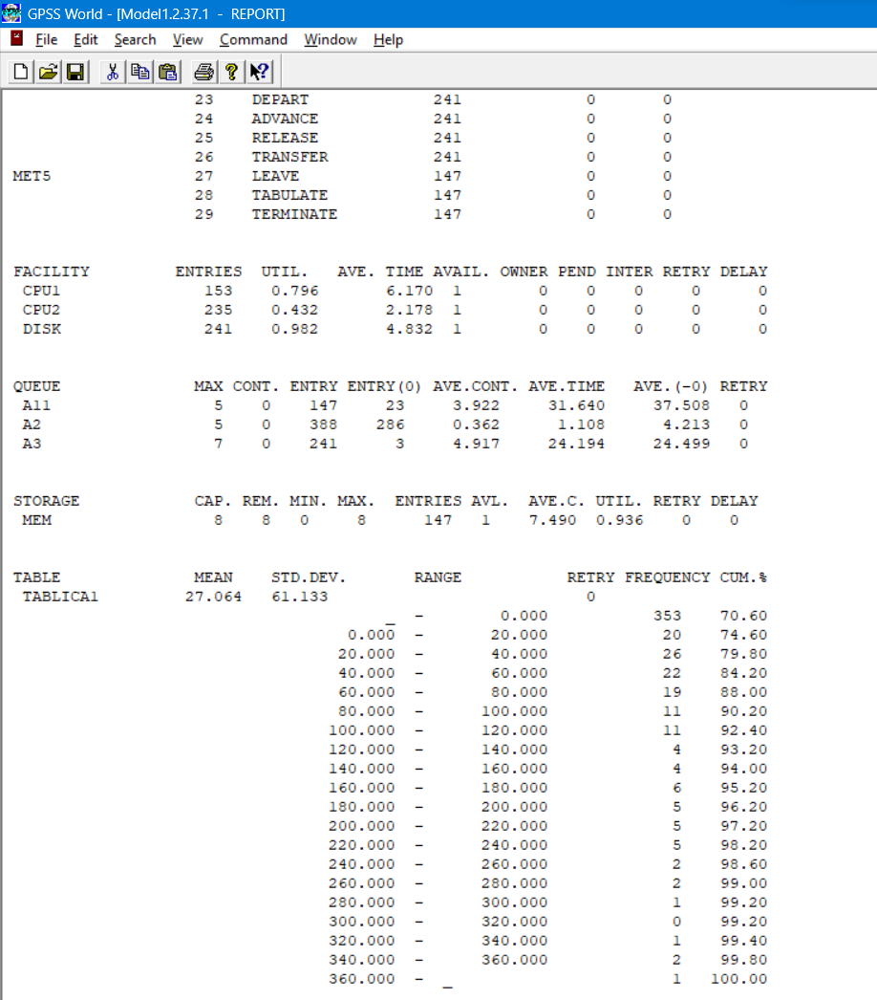 GPSS World - [Model1.2.37.1 - REPORT]
File Edit Search View Command Window Help
23 DEPART 241 0 0
24 ADVANCE 241 0 0
25 RELEASE 241 0 0
26 TRANSFER 241 0 0
MET5 27 LEAVE 147 0 0
28 TABULATE 147 0 0
29 TERMINATE 147 0 0
FACILITY ENTRIES UTIL. AVE. TIME AVAIL. OWNER PEND INTER RETRY DELAY
CPU1 153 0.796 6.170 1 0 0 0 0 0
CPU2 235 0.432 2.178 1 0 0 0 0 0
DISK 241 0.982 4.832 1 0 0 0 0 0
QUEUE MAX CONT. ENTRY ENTRY(0) AVE.CONT. AVE.TIME AVE.(-0) RETRY
A11 5 0 147 23 3.922 31.640 37.508 0
A2 5 0 388 286 0.362 1.108 4.213 0
A3 7 0 241 3 4.917 24.194 24.499 0
STORAGE CAP. REM. MIN. MAX. ENTRIES AVL. AVE.C. UTIL. RETRY DELAY
MEM 8 8 0 8 147 1 7.490 0.936 0 0
TABLE MEAN STD.DEV. RANGE RETRY FREQUENCY CUM.%
TABLICA1 27.064 61.133 0
_ - 0.000 353 70.60
0.000 - 20.000 20 74.60
20.000 - 40.000 26 79.80
40.000 - 60.000 22 84.20
60.000 - 80.000 19 88.00
80.000 - 100.000 11 90.20
100.000 - 120.000 11 92.40
120.000 - 140.000 4 93.20
140.000 - 160.000 4 94.00
160.000 - 180.000 6 95.20
180.000 - 200.000 5 96.20
200.000 - 220.000 5 97.20
220.000 - 240.000 5 98.20
240.000 - 260.000 2 98.60
260.000 - 280.000 2 99.00
280.000 - 300.000 1 99.20
300.000 - 320.000 0 99.20
320.000 - 340.000 1 99.40
340.000 - 360.000 2 99.80
360.000 - _ 1 100.00